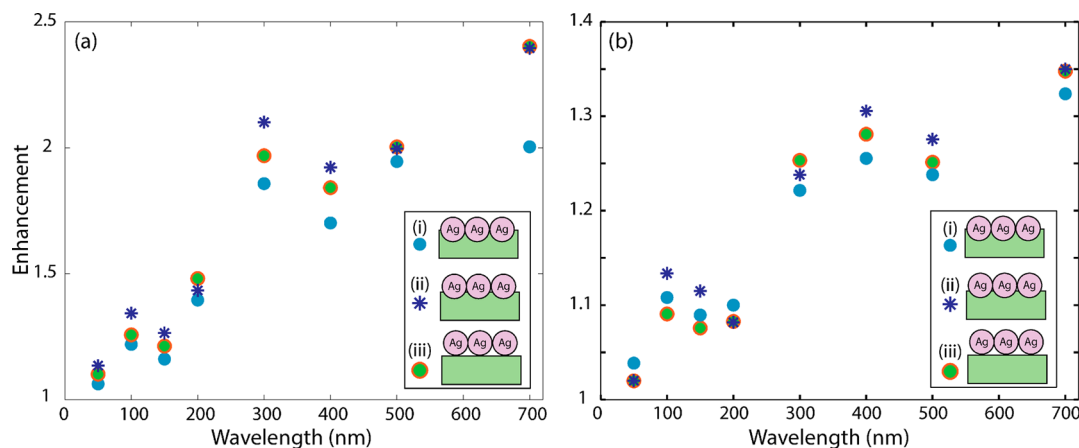 (a)
Enhancement
2.5
2
1.5
1
0 100 200 300 400 500 600 700
Wavelength (nm)
(i)
Ag Ag Ag
(ii)
Ag Ag Ag
(iii)
Ag Ag Ag
(b)
1.4
1.3
1.2
1.1
1
0 100 200 300 400 500 600 700
Wavelength (nm)
(i)
Ag Ag Ag
(ii)
Ag Ag Ag
(iii)
Ag Ag Ag